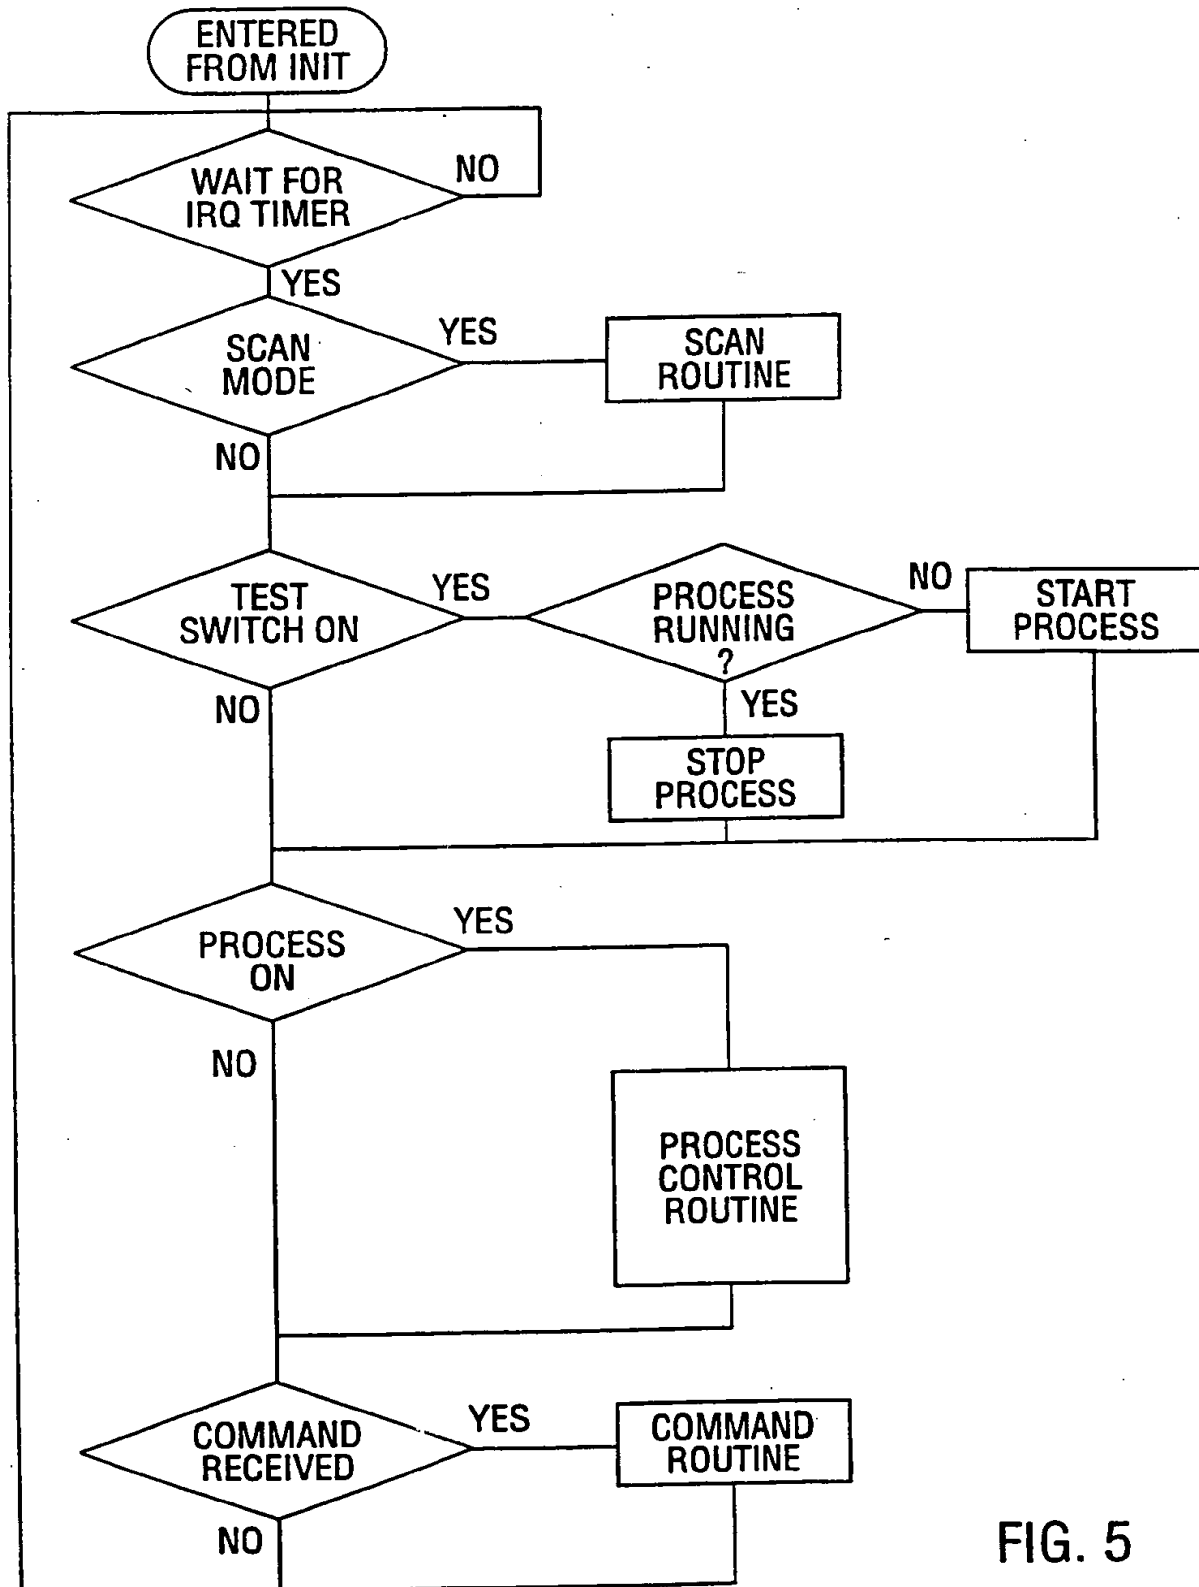 ENTERED
FROM INIT
WAIT FOR
IRQ TIMER
NO
YES
SCAN
MODE
YES
SCAN
ROUTINE
NO
TEST
SWITCH ON
YES
PROCESS
RUNNING
?
NO
START
PROCESS
NO
YES
STOP
PROCESS
PROCESS
ON
YES
NO
PROCESS
CONTROL
ROUTINE
COMMAND
RECEIVED
YES
COMMAND
ROUTINE
NO
FIG. 5